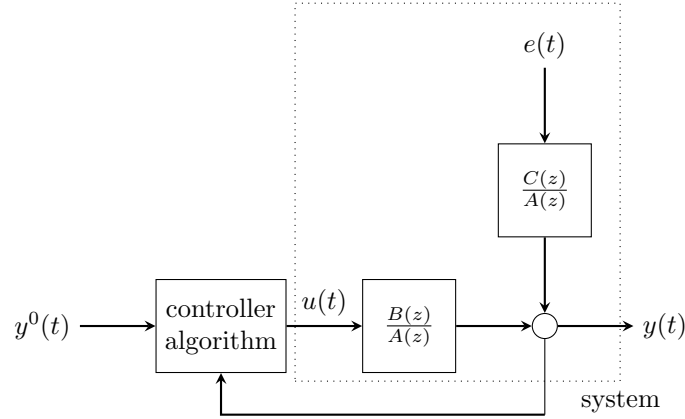 e(t)
C(z)
A(z)
y⁰(t)
controller
algorithm
u(t)
B(z)
A(z)
y(t)
system